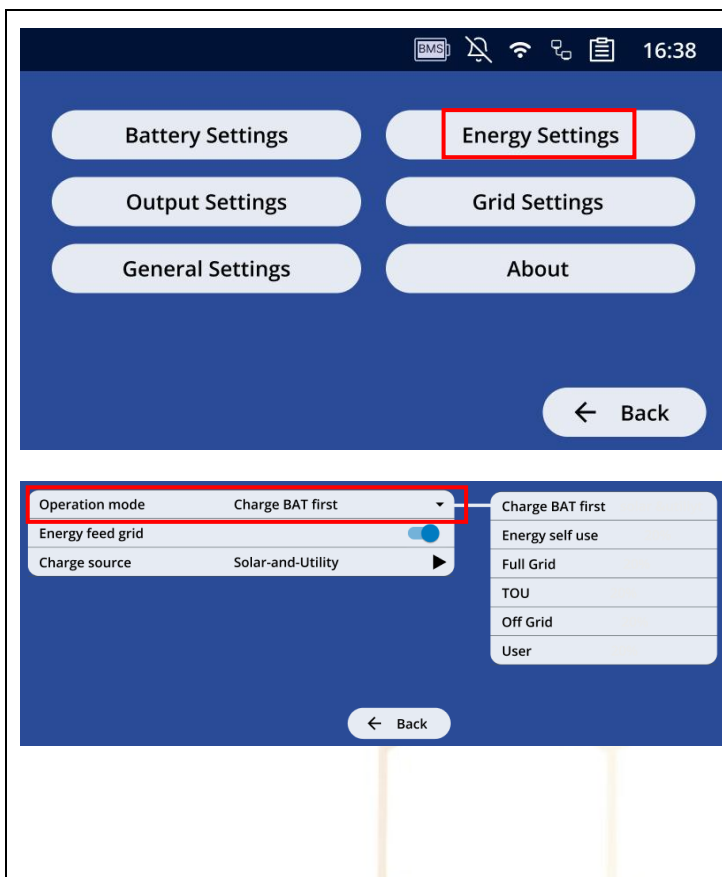 BMS 16:38
Battery Settings Energy Settings
Output Settings Grid Settings
General Settings About
Back
Operation mode Charge BAT first Charge BAT first
Energy feed grid Energy self use
Charge source Solar-and-Utility Full Grid
TOU
Off Grid
User
Back